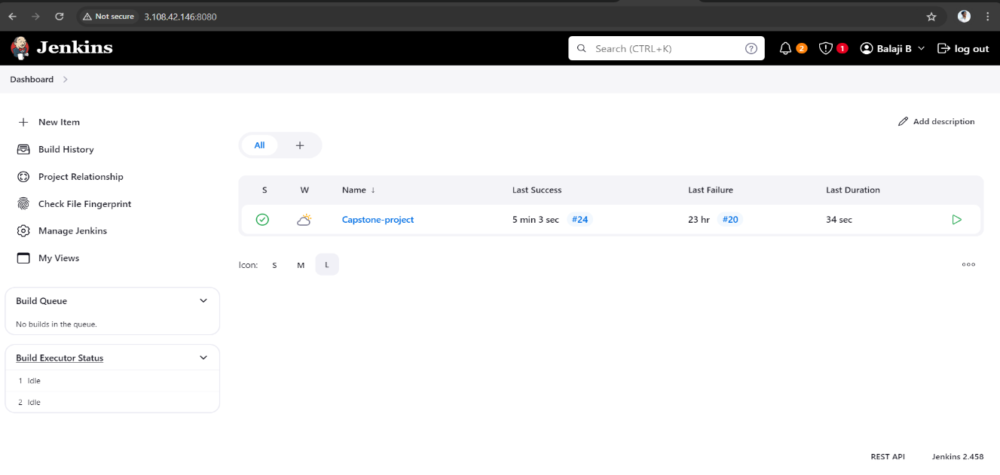 Not secure 3.108.42.146:8080
Jenkins Search (CTRL+K) ? 2 1 Balaji B log out
Dashboard
New Item
Add description
All +
Build History
Project Relationship
S W Name ↓ Last Success Last Failure Last Duration
Check File Fingerprint
Capstone-project 5 min 3 sec #24 23 hr #20 34 sec
Manage Jenkins
My Views
Icon: S M L
Build Queue
No builds in the queue.
Build Executor Status
1 Idle
2 Idle
REST API Jenkins 2.458